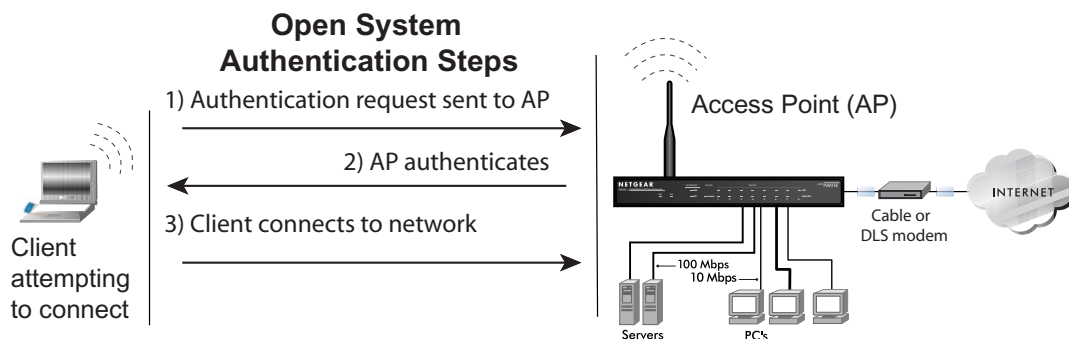 Open System
Authentication Steps
1) Authentication request sent to AP
2) AP authenticates
3) Client connects to network
Client
attempting
to connect
Access Point (AP)
NETGEAR
INTERNET
Cable or
DLS modem
100 Mbps
10 Mbps
Servers
PC's